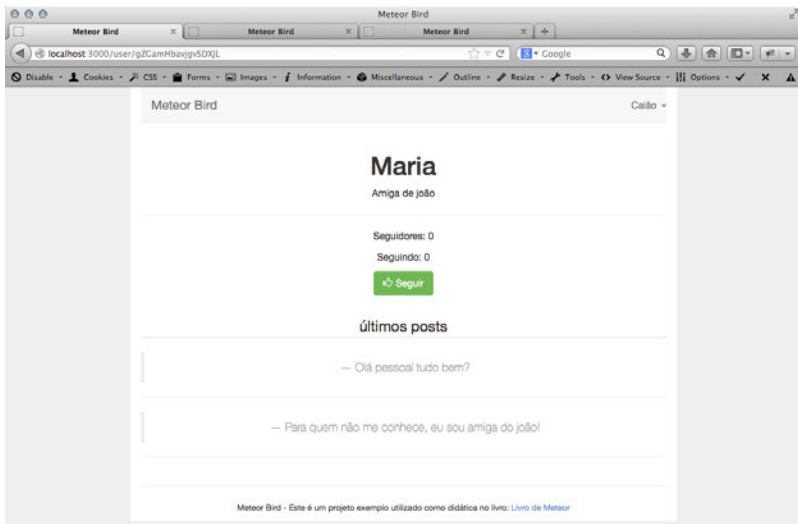 Meteor Bird
Meteor Bird Meteor Bird Meteor Bird
localhost:3000/user/gZGamHbavjgvSDXJL Google
Disable Cookies CSS Forms Images Information Miscellaneous Outline Resize Tools View Source Options
Meteor Bird Caião
Maria
Amiga de joão
Seguidores: 0
Seguindo: 0
Seguir
últimos posts
— Olá pessoal tudo bem?
— Para quem não me conhece, eu sou amiga do joão!
Meteor Bird - Este é um projeto exemplo utilizado como didática no livro: Livro de Meteor